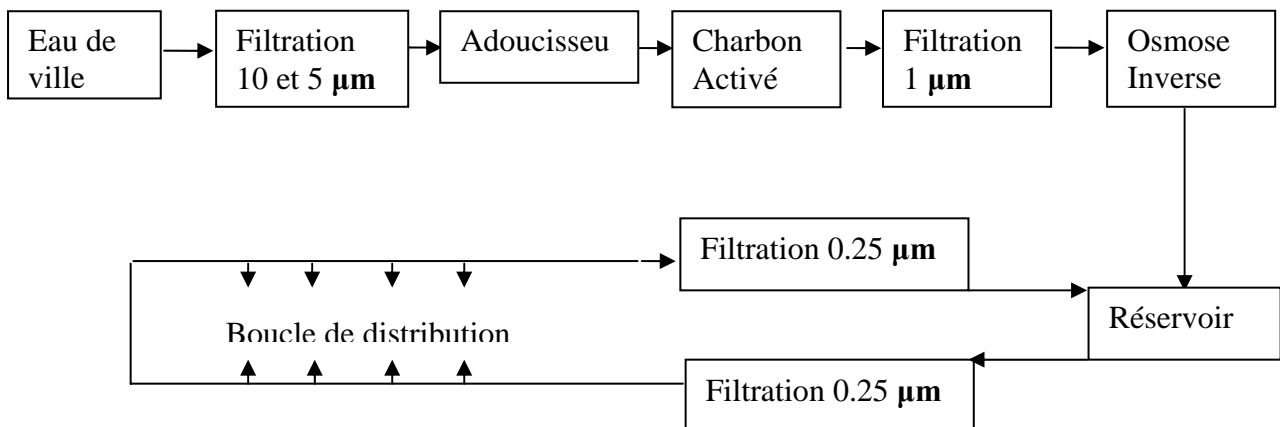 Eau de
ville
Filtration
10 et 5 μm
Adoucisseu
Charbon
Activé
Filtration
1 μm
Osmose
Inverse
Filtration 0.25 μm
Boucle de distribution
Réservoir
Filtration 0.25 μm